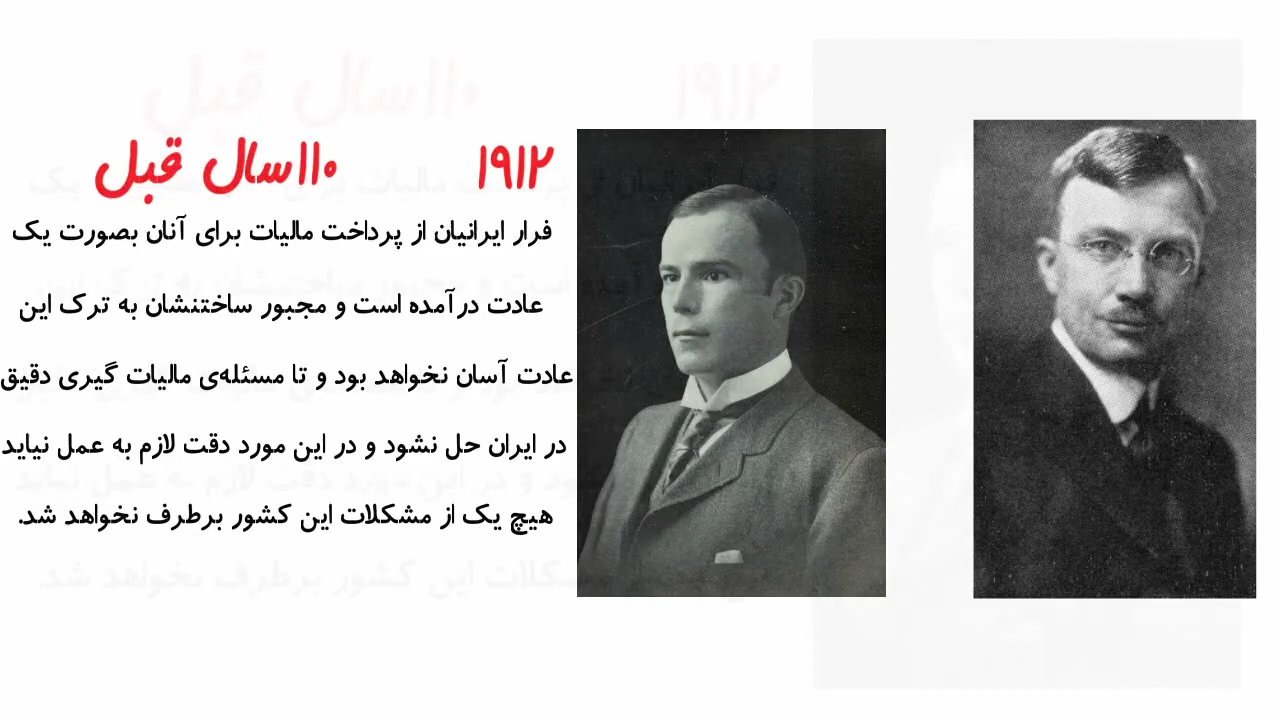 ۱۹۱۲ ۱۱۰سال قبل
فرار ایرانیان از پرداخت مالیات برای آنان بصورت یک
عادت درآمده است و مجبور ساختنشان به ترک این
عادت آسان نخواهد بود و تا مسئله‌ی مالیات گیری دقیق
در ایران حل نشود و در این مورد دقت لازم به عمل نیاید
هیچ یک از مشکلات این کشور برطرف نخواهد شد.